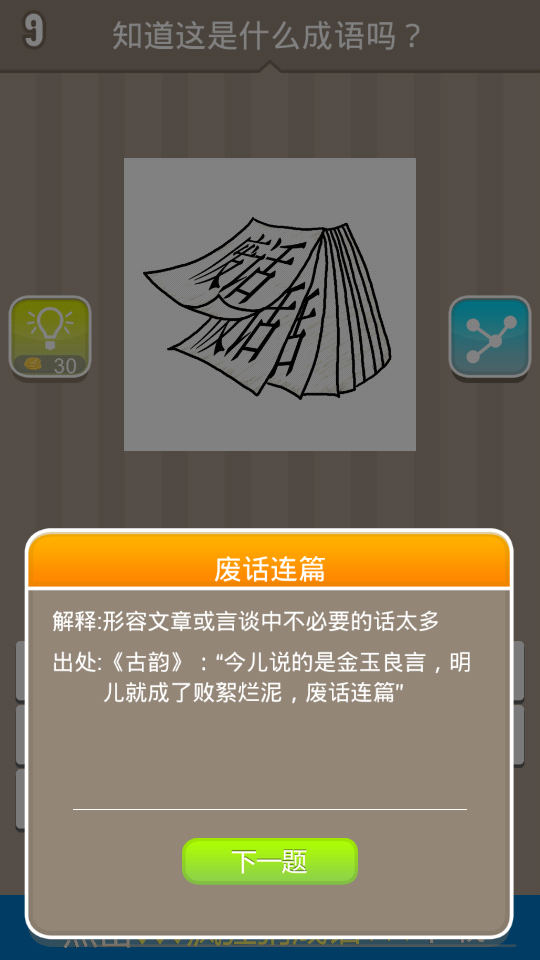 9
知道这是什么成语吗？
废话
废话
30
废话连篇
解释:形容文章或言谈中不必要的话太多
出处:《古韵》："今儿说的是金玉良言，明
儿就成了败絮烂泥，废话连篇"
下一题